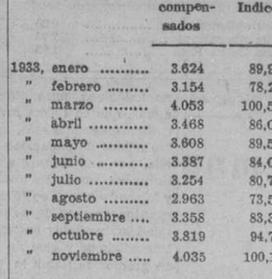 compen- Indic
sados
1933, enero .......... 3.624 89,9
" febrero ......... 3.154 78,2
" marzo .......... 4.053 100,5
" abril ............ 3.468 86,0
" mayo ........... 3.608 89,5
" junio ........... 3.387 84,0
" julio ............ 3.254 80,7
" agosto .......... 2.963 73,5
" septiembre .... 3.358 83,3
" octubre ........ 3.819 94,7
" noviembre ..... 4.035 100,